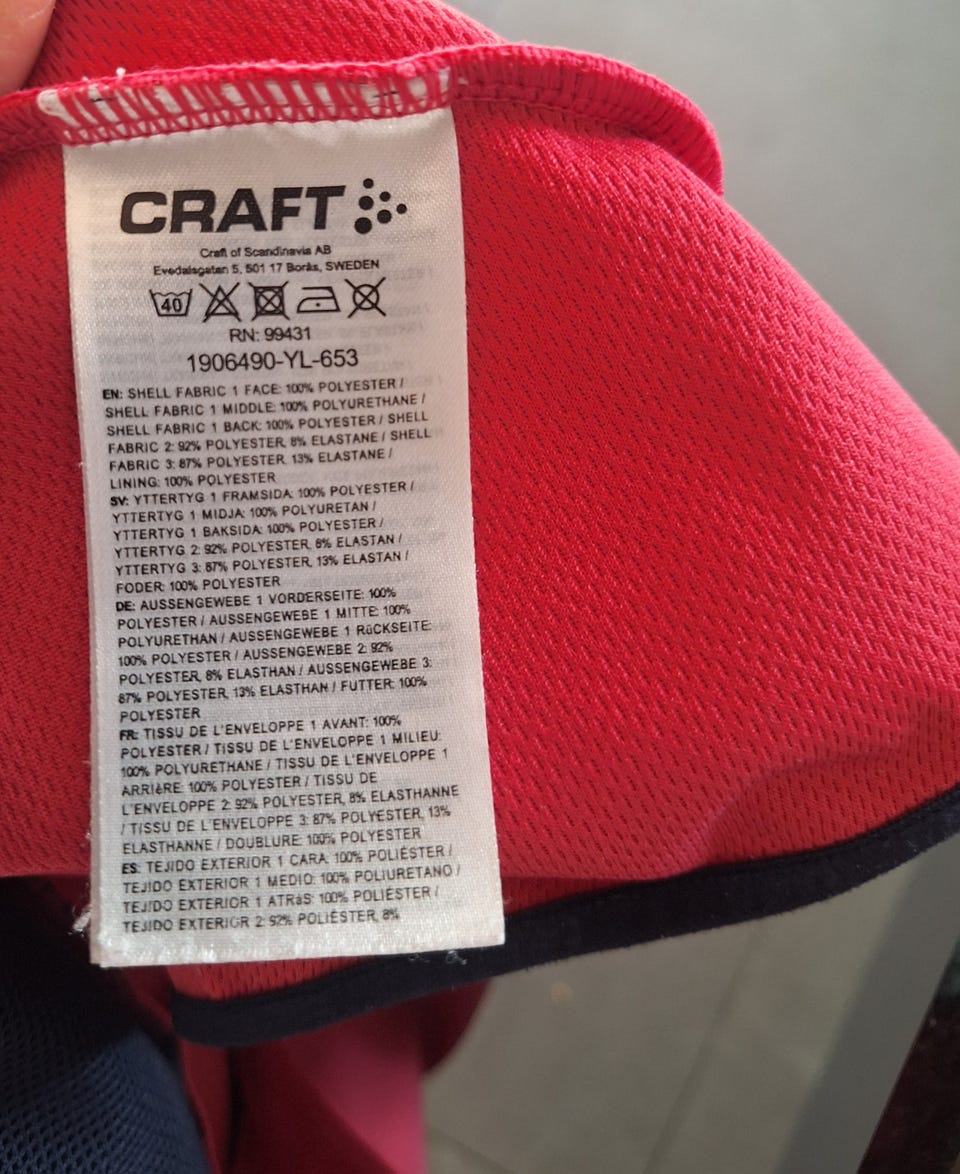 CRAFT
Craft of Scandinavia AB
Evedalsgatan 5, 501 17 Borås, SWEDEN
40
RN: 99431
1906490-YL-653
EN: SHELL FABRIC 1 FACE: 100% POLYESTER /
SHELL FABRIC 1 MIDDLE: 100% POLYURETHANE /
SHELL FABRIC 1 BACK: 100% POLYESTER / SHELL
FABRIC 2: 92% POLYESTER, 8% ELASTANE / SHELL
FABRIC 3: 87% POLYESTER, 13% ELASTANE /
LINING: 100% POLYESTER
SV: YTTERTYG 1 FRAMSIDA: 100% POLYESTER /
YTTERTYG 1 MIDJA: 100% POLYURETAN /
YTTERTYG 1 BAKSIDA: 100% POLYESTER /
YTTERTYG 2: 92% POLYESTER, 8% ELASTAN /
YTTERTYG 3: 87% POLYESTER, 13% ELASTAN /
FODER: 100% POLYESTER
DE: AUSSENGEWEBE 1 VORDERSEITE: 100%
POLYESTER / AUSSENGEWEBE 1 MITTE: 100%
POLYURETHAN / AUSSENGEWEBE 1 RüCKSEITE:
100% POLYESTER / AUSSENGEWEBE 2: 92%
POLYESTER, 8% ELASTHAN / AUSSENGEWEBE 3:
87% POLYESTER, 13% ELASTHAN / FUTTER: 100%
POLYESTER
FR: TISSU DE L'ENVELOPPE 1 AVANT: 100%
POLYESTER / TISSU DE L'ENVELOPPE 1 MILIEU:
100% POLYURETHANE / TISSU DE L'ENVELOPPE 1
ARRIèRE: 100% POLYESTER / TISSU DE
L'ENVELOPPE 2: 92% POLYESTER, 8% ELASTHANNE
/ TISSU DE L'ENVELOPPE 3: 87% POLYESTER, 13%
ELASTHANNE / DOUBLURE: 100% POLYESTER
ES: TEJIDO EXTERIOR 1 CARA: 100% POLIÉSTER /
TEJIDO EXTERIOR 1 MEDIO: 100% POLIURETANO /
TEJIDO EXTERIOR 1 ATRáS: 100% POLIÉSTER /
TEJIDO EXTERIOR 2: 92% POLIÉSTER, 8%